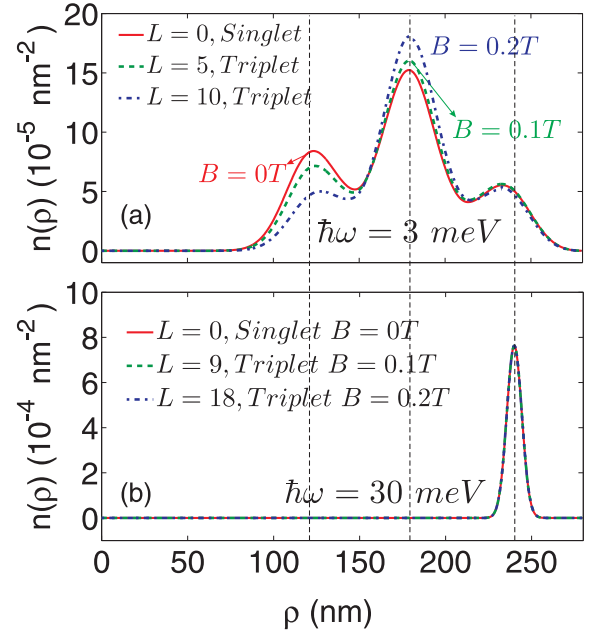 20
15
10
5
0
n(ρ) (10⁻⁵ nm⁻²)
L = 0, Singlet
L = 5, Triplet
L = 10, Triplet
B = 0.2T
B = 0.1T
B = 0T
(a)
ħω = 3 meV
10
8
6
4
2
0
n(ρ) (10⁻⁴ nm⁻²)
L = 0, Singlet B = 0T
L = 9, Triplet B = 0.1T
L = 18, Triplet B = 0.2T
(b)
ħω = 30 meV
0 50 100 150 200 250
ρ (nm)